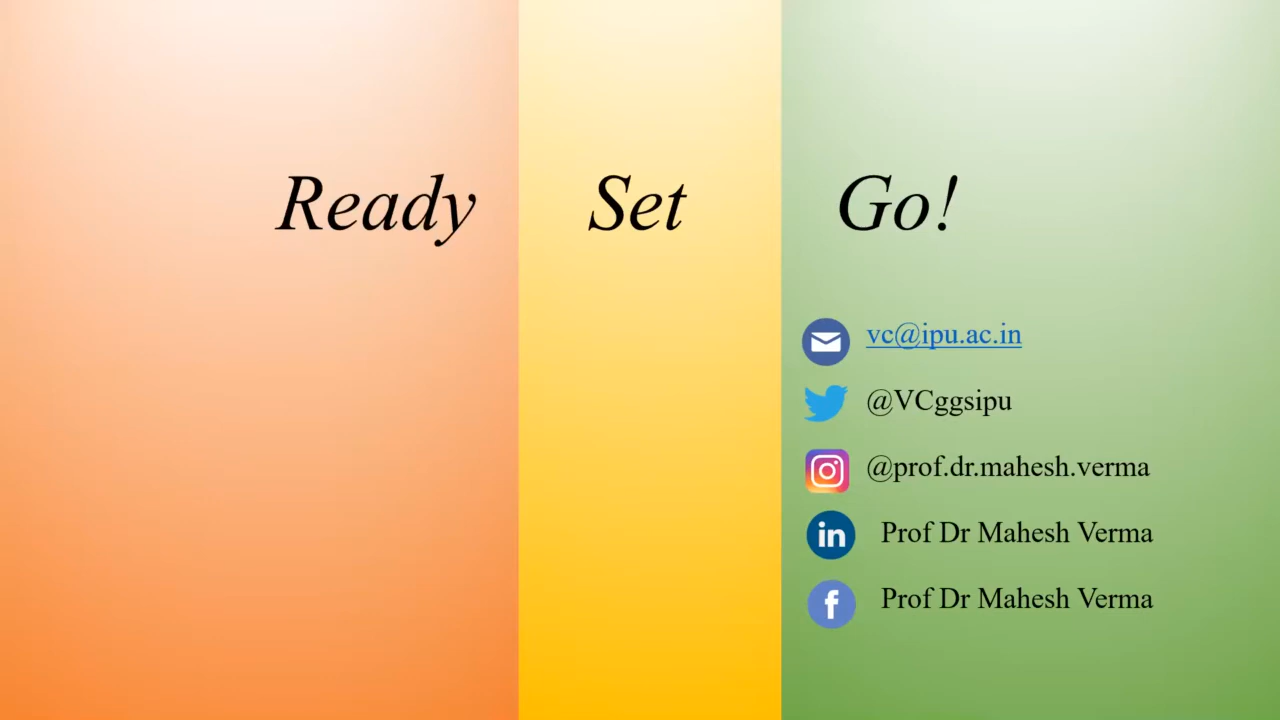 Ready Set Go!
vc@ipu.ac.in
@VCggsipu
@prof.dr.mahesh.verma
in Prof Dr Mahesh Verma
f Prof Dr Mahesh Verma